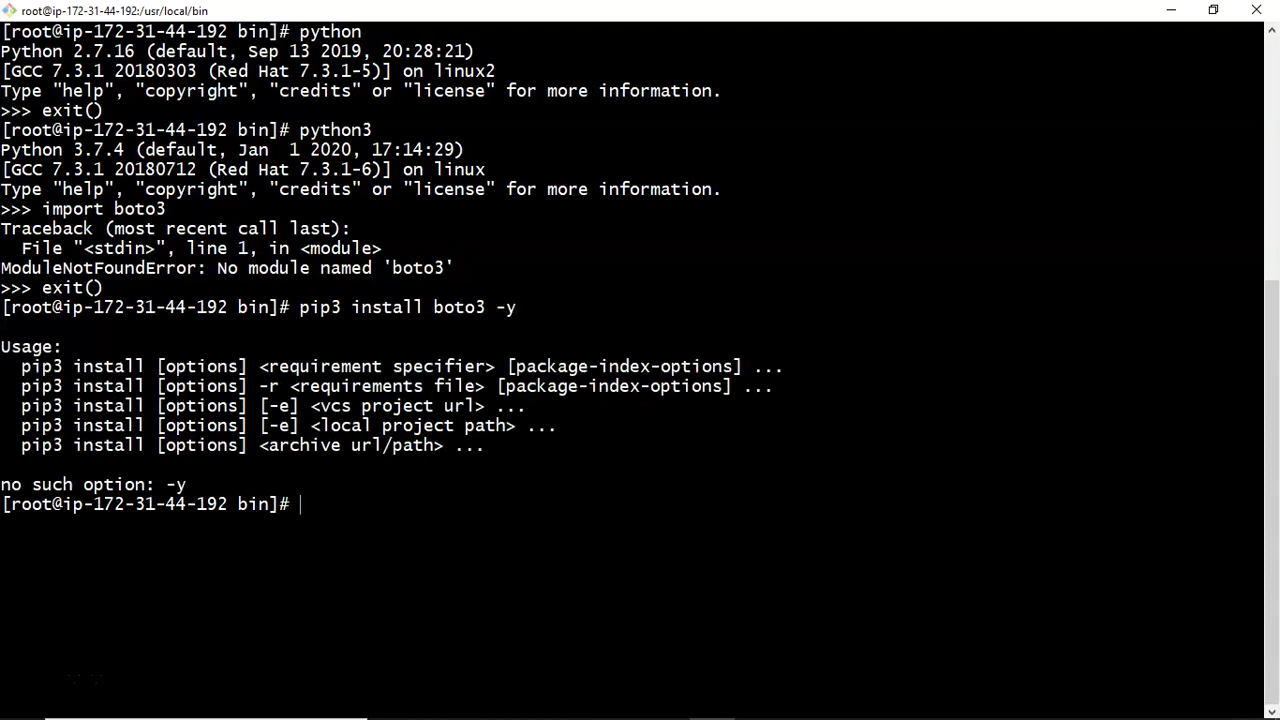 root@ip-172-31-44-192:/usr/local/bin
[root@ip-172-31-44-192 bin]# python
Python 2.7.16 (default, Sep 13 2019, 20:28:21)
[GCC 7.3.1 20180303 (Red Hat 7.3.1-5)] on linux2
Type "help", "copyright", "credits" or "license" for more information.
>>> exit()
[root@ip-172-31-44-192 bin]# python3
Python 3.7.4 (default, Jan  1 2020, 17:14:29)
[GCC 7.3.1 20180712 (Red Hat 7.3.1-6)] on linux
Type "help", "copyright", "credits" or "license" for more information.
>>> import boto3
Traceback (most recent call last):
  File "<stdin>", line 1, in <module>
ModuleNotFoundError: No module named 'boto3'
>>> exit()
[root@ip-172-31-44-192 bin]# pip3 install boto3 -y
Usage:
  pip3 install [options] <requirement specifier> [package-index-options] ...
  pip3 install [options] -r <requirements file> [package-index-options] ...
  pip3 install [options] [-e] <vcs project url> ...
  pip3 install [options] [-e] <local project path> ...
  pip3 install [options] <archive url/path> ...
no such option: -y
[root@ip-172-31-44-192 bin]#